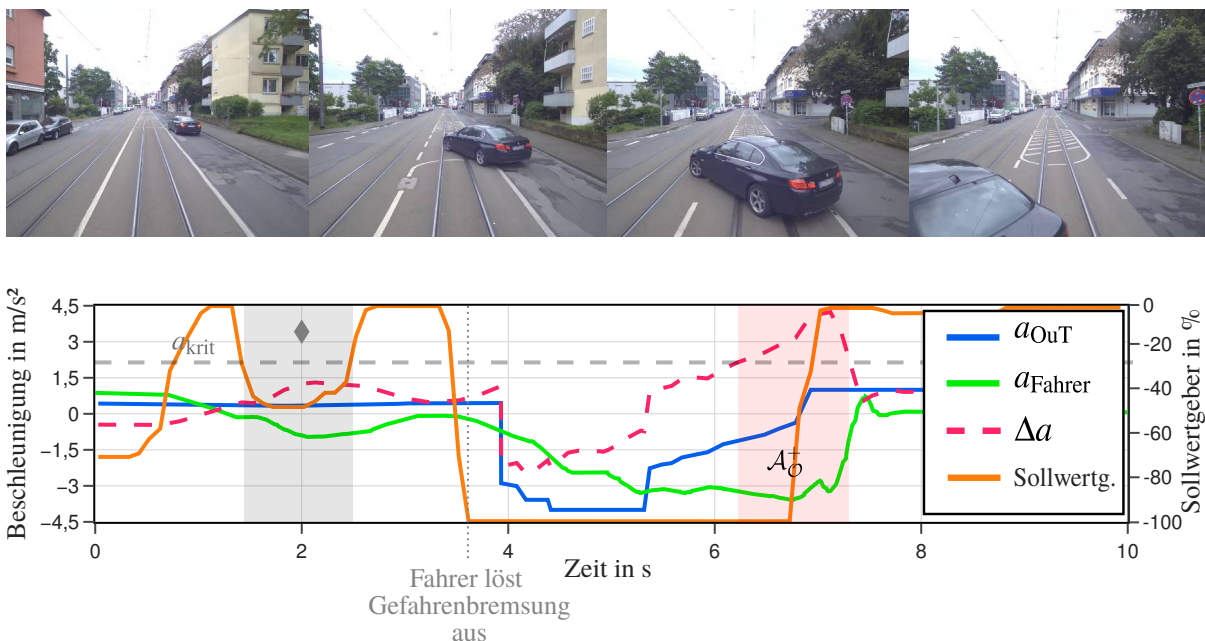 Beschleunigung in m/s²
4,5
3
1,5
0
−1,5
−3
−4,5
a_krit
𝒜_𝒪^+
a_OuT
a_Fahrer
Δa
Sollwertg.
0
-20
-40
-60
-80
-100
Sollwertgeber in %
0
2
4
6
8
10
Zeit in s
Fahrer löst
Gefahrenbremsung
aus